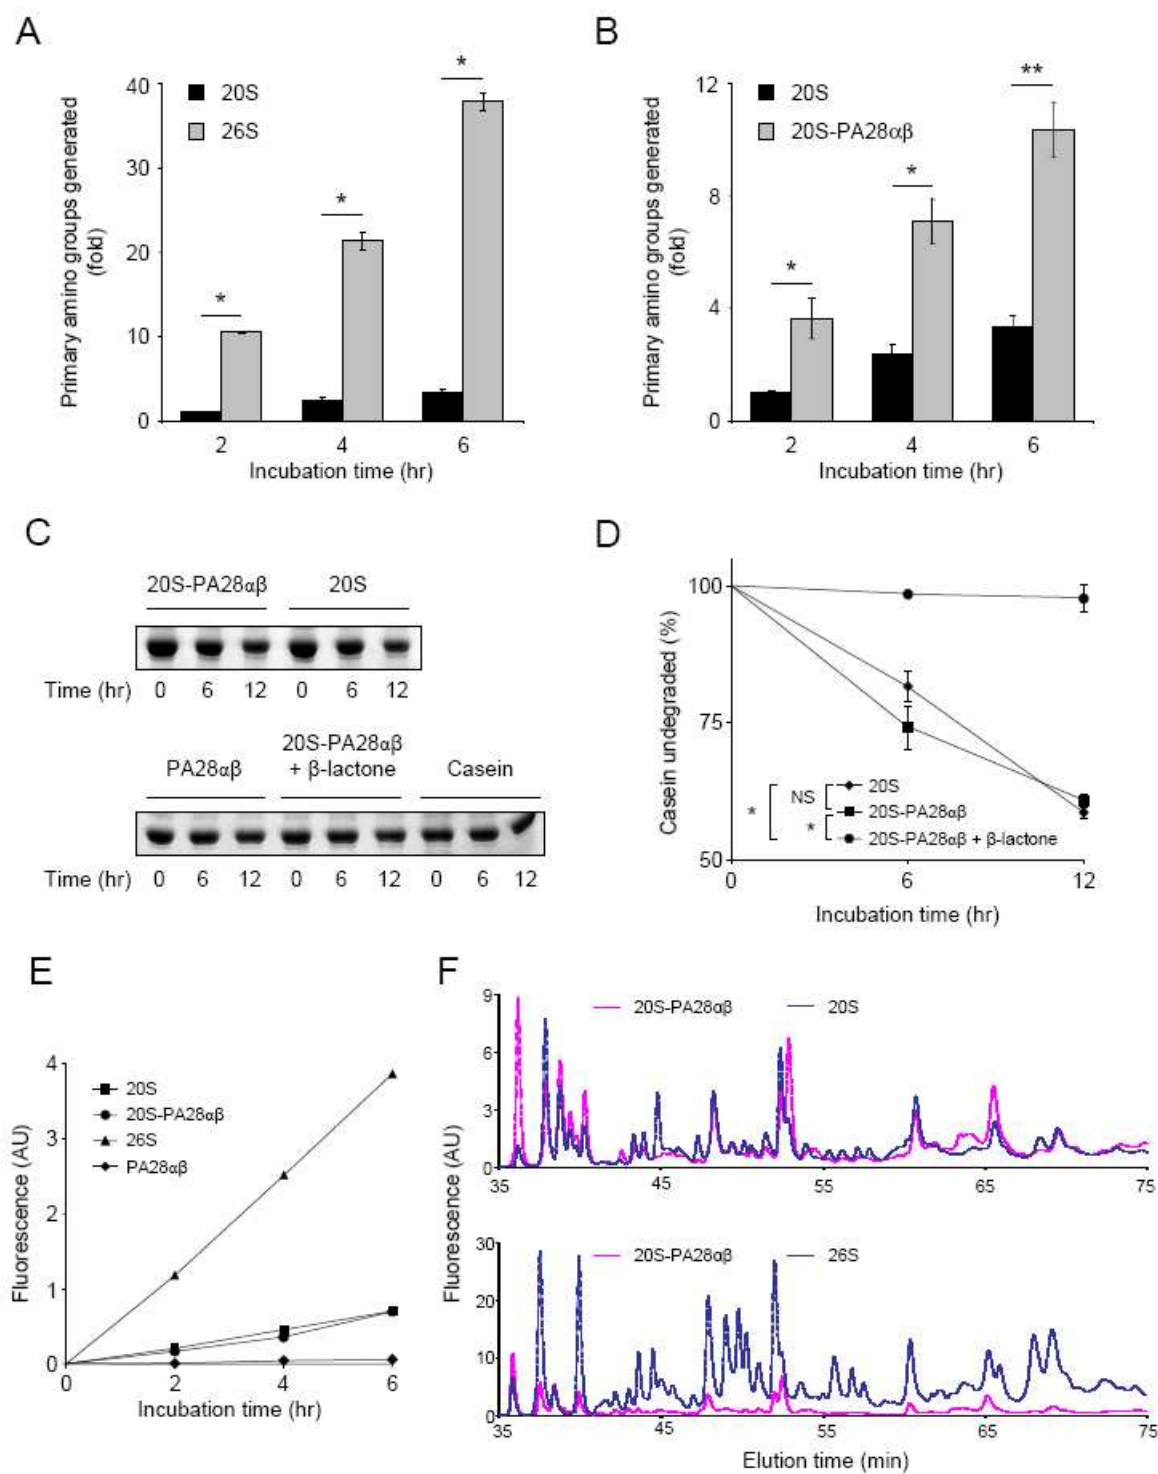 A
Primary amino groups generated
(fold)
40
30
20
10
0
20S
26S
*
*
*
2
4
6
Incubation time (hr)
B
Primary amino groups generated
(fold)
12
8
4
0
20S
20S-PA28αβ
*
*
**
2
4
6
Incubation time (hr)
C
20S-PA28αβ
20S
Time (hr) 0 6 12 0 6 12
PA28αβ
20S-PA28αβ
+ β-lactone
Casein
Time (hr) 0 6 12 0 6 12 0 6 12
D
Casein undegraded (%)
100
75
50
* NS *
20S
20S-PA28αβ
20S-PA28αβ + β-lactone
0 6 12
Incubation time (hr)
E
Fluorescence (AU)
4
3
2
1
0
20S
20S-PA28αβ
26S
PA28αβ
0 2 4 6
Incubation time (hr)
F
Fluorescence (AU)
9
6
3
0
20S-PA28αβ 20S
35 45 55 65 75
30
20
10
0
20S-PA28αβ 26S
35 45 55 65 75
Elution time (min)